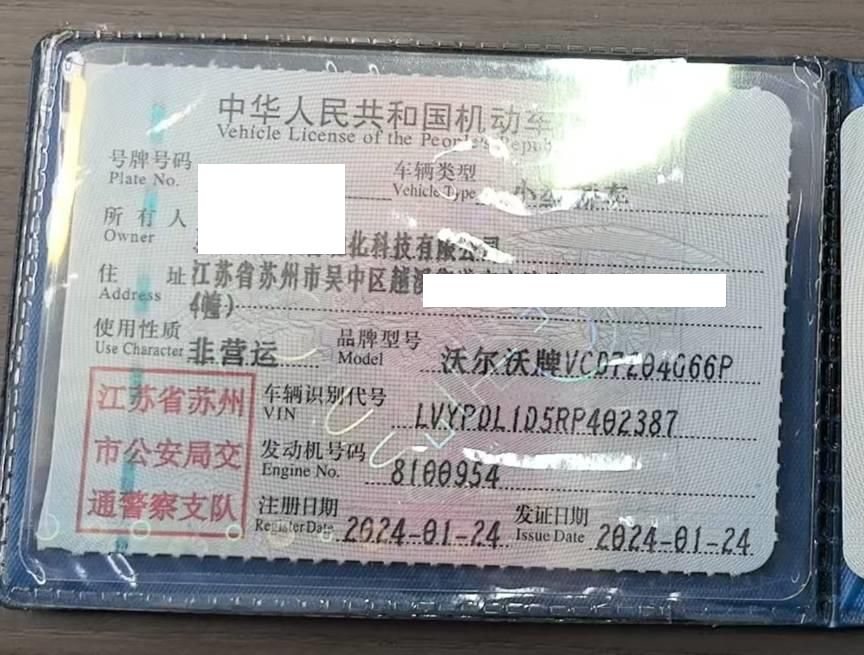 中华人民共和国机动车
Vehicle License of the People's Repub
号牌号码
Plate No.
车辆类型
Vehicle Type
所有人
Owner
化科技有限公司
住址
Address
江苏省苏州市吴中区越溪
4幢)
使用性质
Use Character
非营运
品牌型号
Model
沃尔沃牌VCD7204G66P
江苏省苏州
市公安局交
通警察支队
车辆识别代号
VIN
LVYPDL1D5RP402387
发动机号码
Engine No.
8100954
注册日期
Register Date
2024-01-24
发证日期
Issue Date
2024-01-24